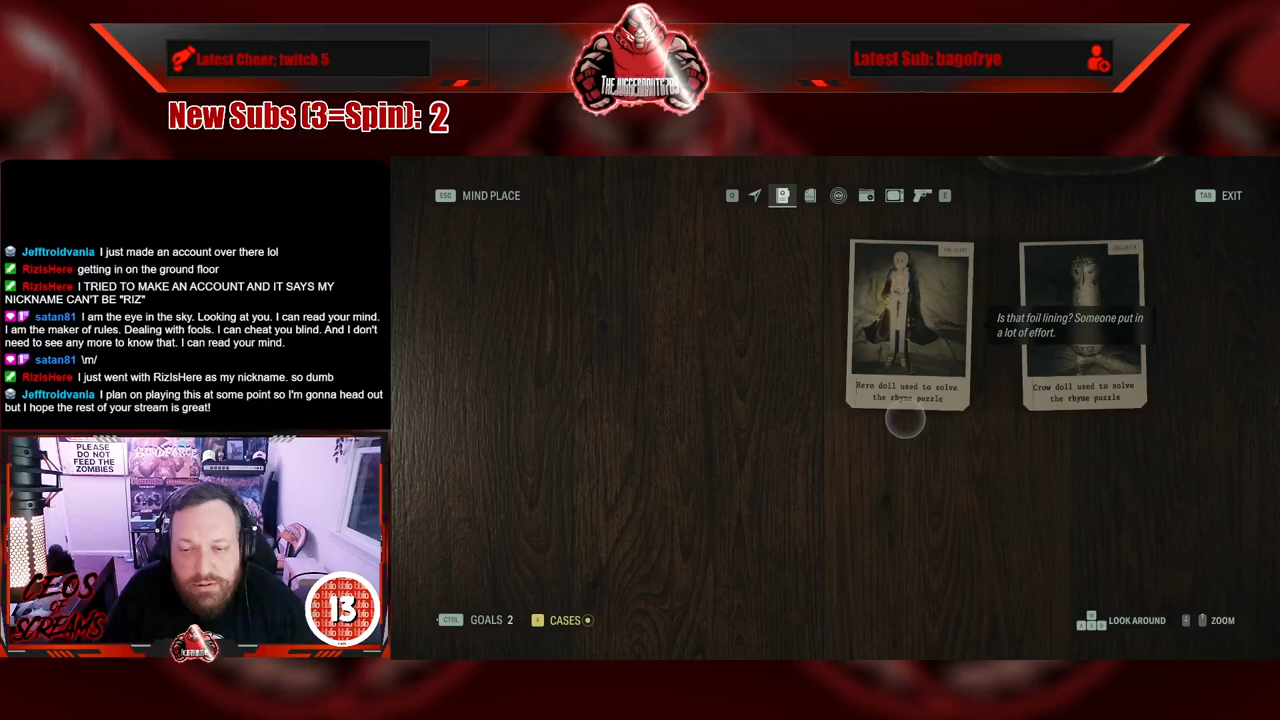 Latest Cheer: twitch 5
Latest Sub: bagofrye
THEJUGGERNAUT6789
New Subs (3=Spin): 2
ESC MIND PLACE
Q
E
TAB EXIT
Jefftroidvania I just made an account over there lol
RizIsHere getting in on the ground floor
RizIsHere I TRIED TO MAKE AN ACCOUNT AND IT SAYS MY
NICKNAME CAN'T BE "RIZ"
satan81 I am the eye in the sky. Looking at you. I can read your mind.
I am the maker of rules. Dealing with fools. I can cheat you blind. And I don't
need to see any more to know that. I can read your mind.
satan81 \m/
RizIsHere I just went with RizIsHere as my nickname. so dumb
Jefftroidvania I plan on playing this at some point so I'm gonna head out
but I hope the rest of your stream is great!
Is that foil lining? Someone put in
a lot of effort.
Hero doll used to solve
the rhyme puzzle
Crow doll used to solve
the rhyme puzzle
PLEASE
DO NOT
FEED THE
ZOMBIES
CEOS
OF
SCREAMS
13
CTRL GOALS 2
F CASES
W
A S D LOOK AROUND
ZOOM